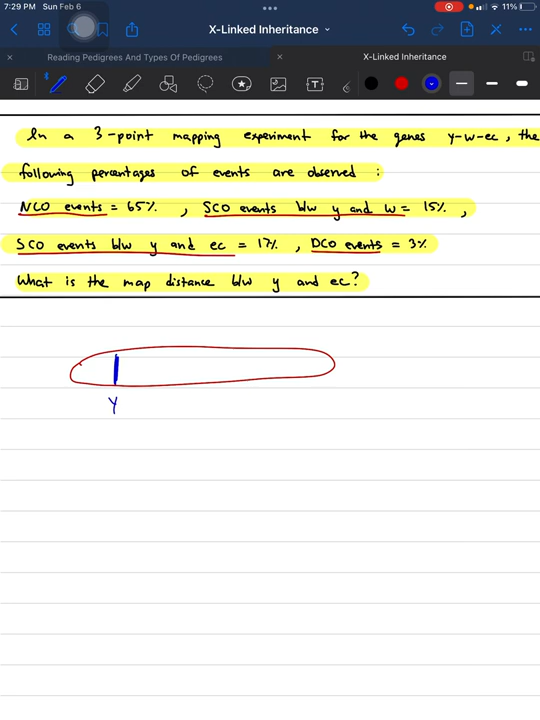 7:29 PM Sun Feb 6
11%
X-Linked Inheritance
Reading Pedigrees And Types Of Pedigrees
X-Linked Inheritance
In a 3-point mapping experiment for the genes y-w-ec, the
following percentages of events are observed :
NCO events = 65%, SCO events b/w y and w = 15%,
SCO events b/w y and ec = 17%, DCO events = 3%
What is the map distance b/w y and ec?
Y